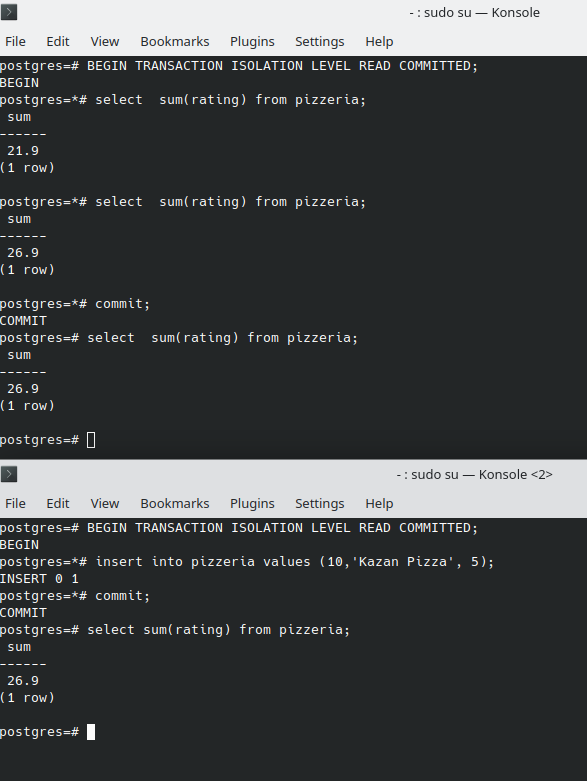 - : sudo su — Konsole
File Edit View Bookmarks Plugins Settings Help
postgres=# BEGIN TRANSACTION ISOLATION LEVEL READ COMMITTED;
BEGIN
postgres=*# select  sum(rating) from pizzeria;
 sum
------
 21.9
(1 row)
postgres=*# select  sum(rating) from pizzeria;
 sum
------
 26.9
(1 row)
postgres=*# commit;
COMMIT
postgres=# select  sum(rating) from pizzeria;
 sum
------
 26.9
(1 row)
postgres=#
- : sudo su — Konsole <2>
File Edit View Bookmarks Plugins Settings Help
postgres=# BEGIN TRANSACTION ISOLATION LEVEL READ COMMITTED;
BEGIN
postgres=*# insert into pizzeria values (10,'Kazan Pizza', 5);
INSERT 0 1
postgres=*# commit;
COMMIT
postgres=# select sum(rating) from pizzeria;
 sum
------
 26.9
(1 row)
postgres=#